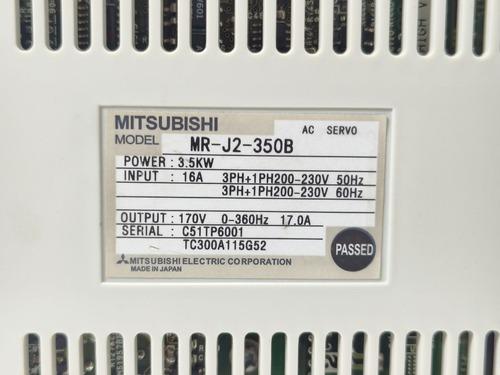 MITSUBISHI
AC SERVO
MODEL MR-J2-350B
POWER : 3.5KW
INPUT : 16A 3PH+1PH200-230V 50Hz
3PH+1PH200-230V 60Hz
OUTPUT : 170V 0-360Hz 17.0A
SERIAL : C51TP6001
TC300A115G52
PASSED
MITSUBISHI ELECTRIC CORPORATION
MADE IN JAPAN